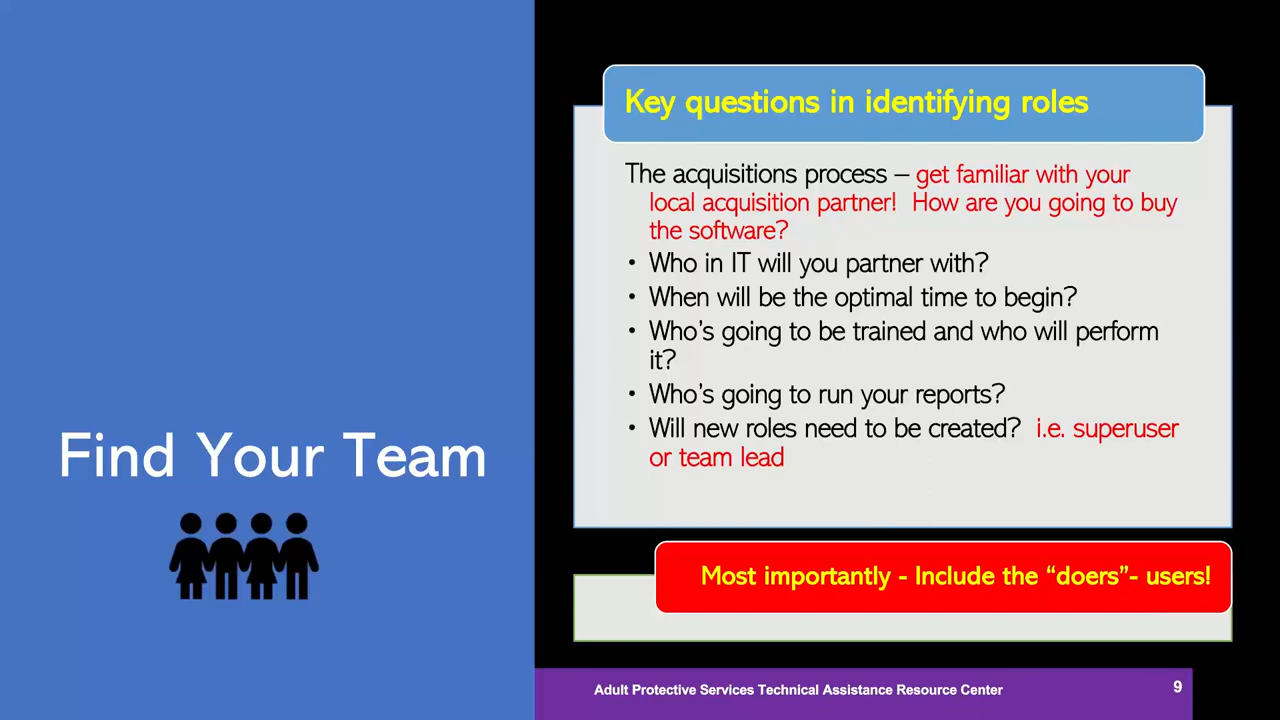 Find Your Team
Key questions in identifying roles
The acquisitions process – get familiar with your
local acquisition partner!  How are you going to buy
the software?
• Who in IT will you partner with?
• When will be the optimal time to begin?
• Who’s going to be trained and who will perform
it?
• Who’s going to run your reports?
• Will new roles need to be created?  i.e. superuser
or team lead
Most importantly - Include the “doers”- users!
Adult Protective Services Technical Assistance Resource Center
9